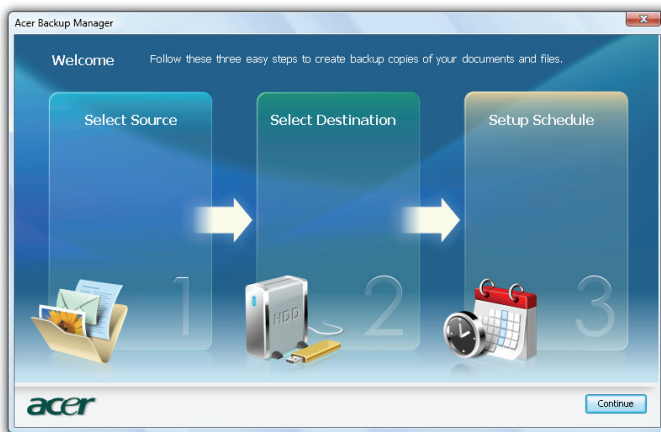 Acer Backup Manager
Welcome Follow these three easy steps to create backup copies of your documents and files.
Select Source Select Destination Setup Schedule
HDD
1 2 3
acer Continue